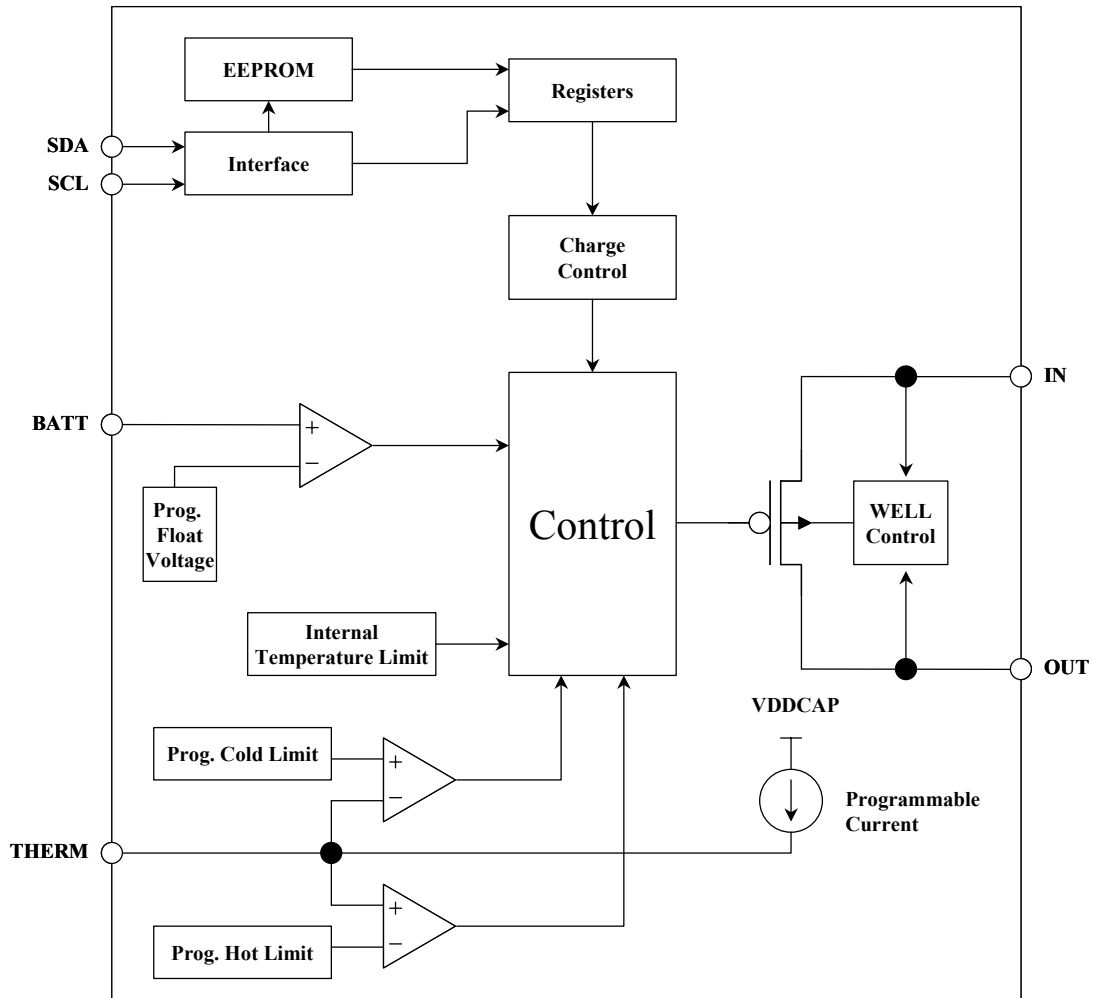 EEPROM
Registers
SDA
Interface
SCL
Charge
Control
IN
BATT
+
−
Prog.
Float
Voltage
Control
WELL
Control
Internal
Temperature Limit
OUT
VDDCAP
Prog. Cold Limit
+
−
Programmable
Current
THERM
+
−
Prog. Hot Limit